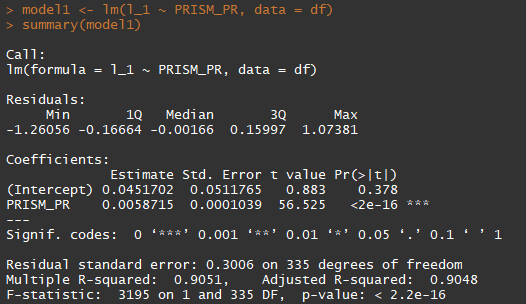 > model1 <- lm(l_1 ~ PRISM_PR, data = df)
> summary(model1)
Call:
lm(formula = l_1 ~ PRISM_PR, data = df)
Residuals:
Min 1Q Median 3Q Max
-1.26056 -0.16664 -0.00166 0.15997 1.07381
Coefficients:
Estimate Std. Error t value Pr(>|t|)
(Intercept) 0.0451702 0.0511765 0.883 0.378
PRISM_PR 0.0058715 0.0001039 56.525 <2e-16 ***
---
Signif. codes: 0 ‘***’ 0.001 ‘**’ 0.01 ‘*’ 0.05 ‘.’ 0.1 ‘ ’ 1
Residual standard error: 0.3006 on 335 degrees of freedom
Multiple R-squared: 0.9051, Adjusted R-squared: 0.9048
F-statistic: 3195 on 1 and 335 DF, p-value: < 2.2e-16